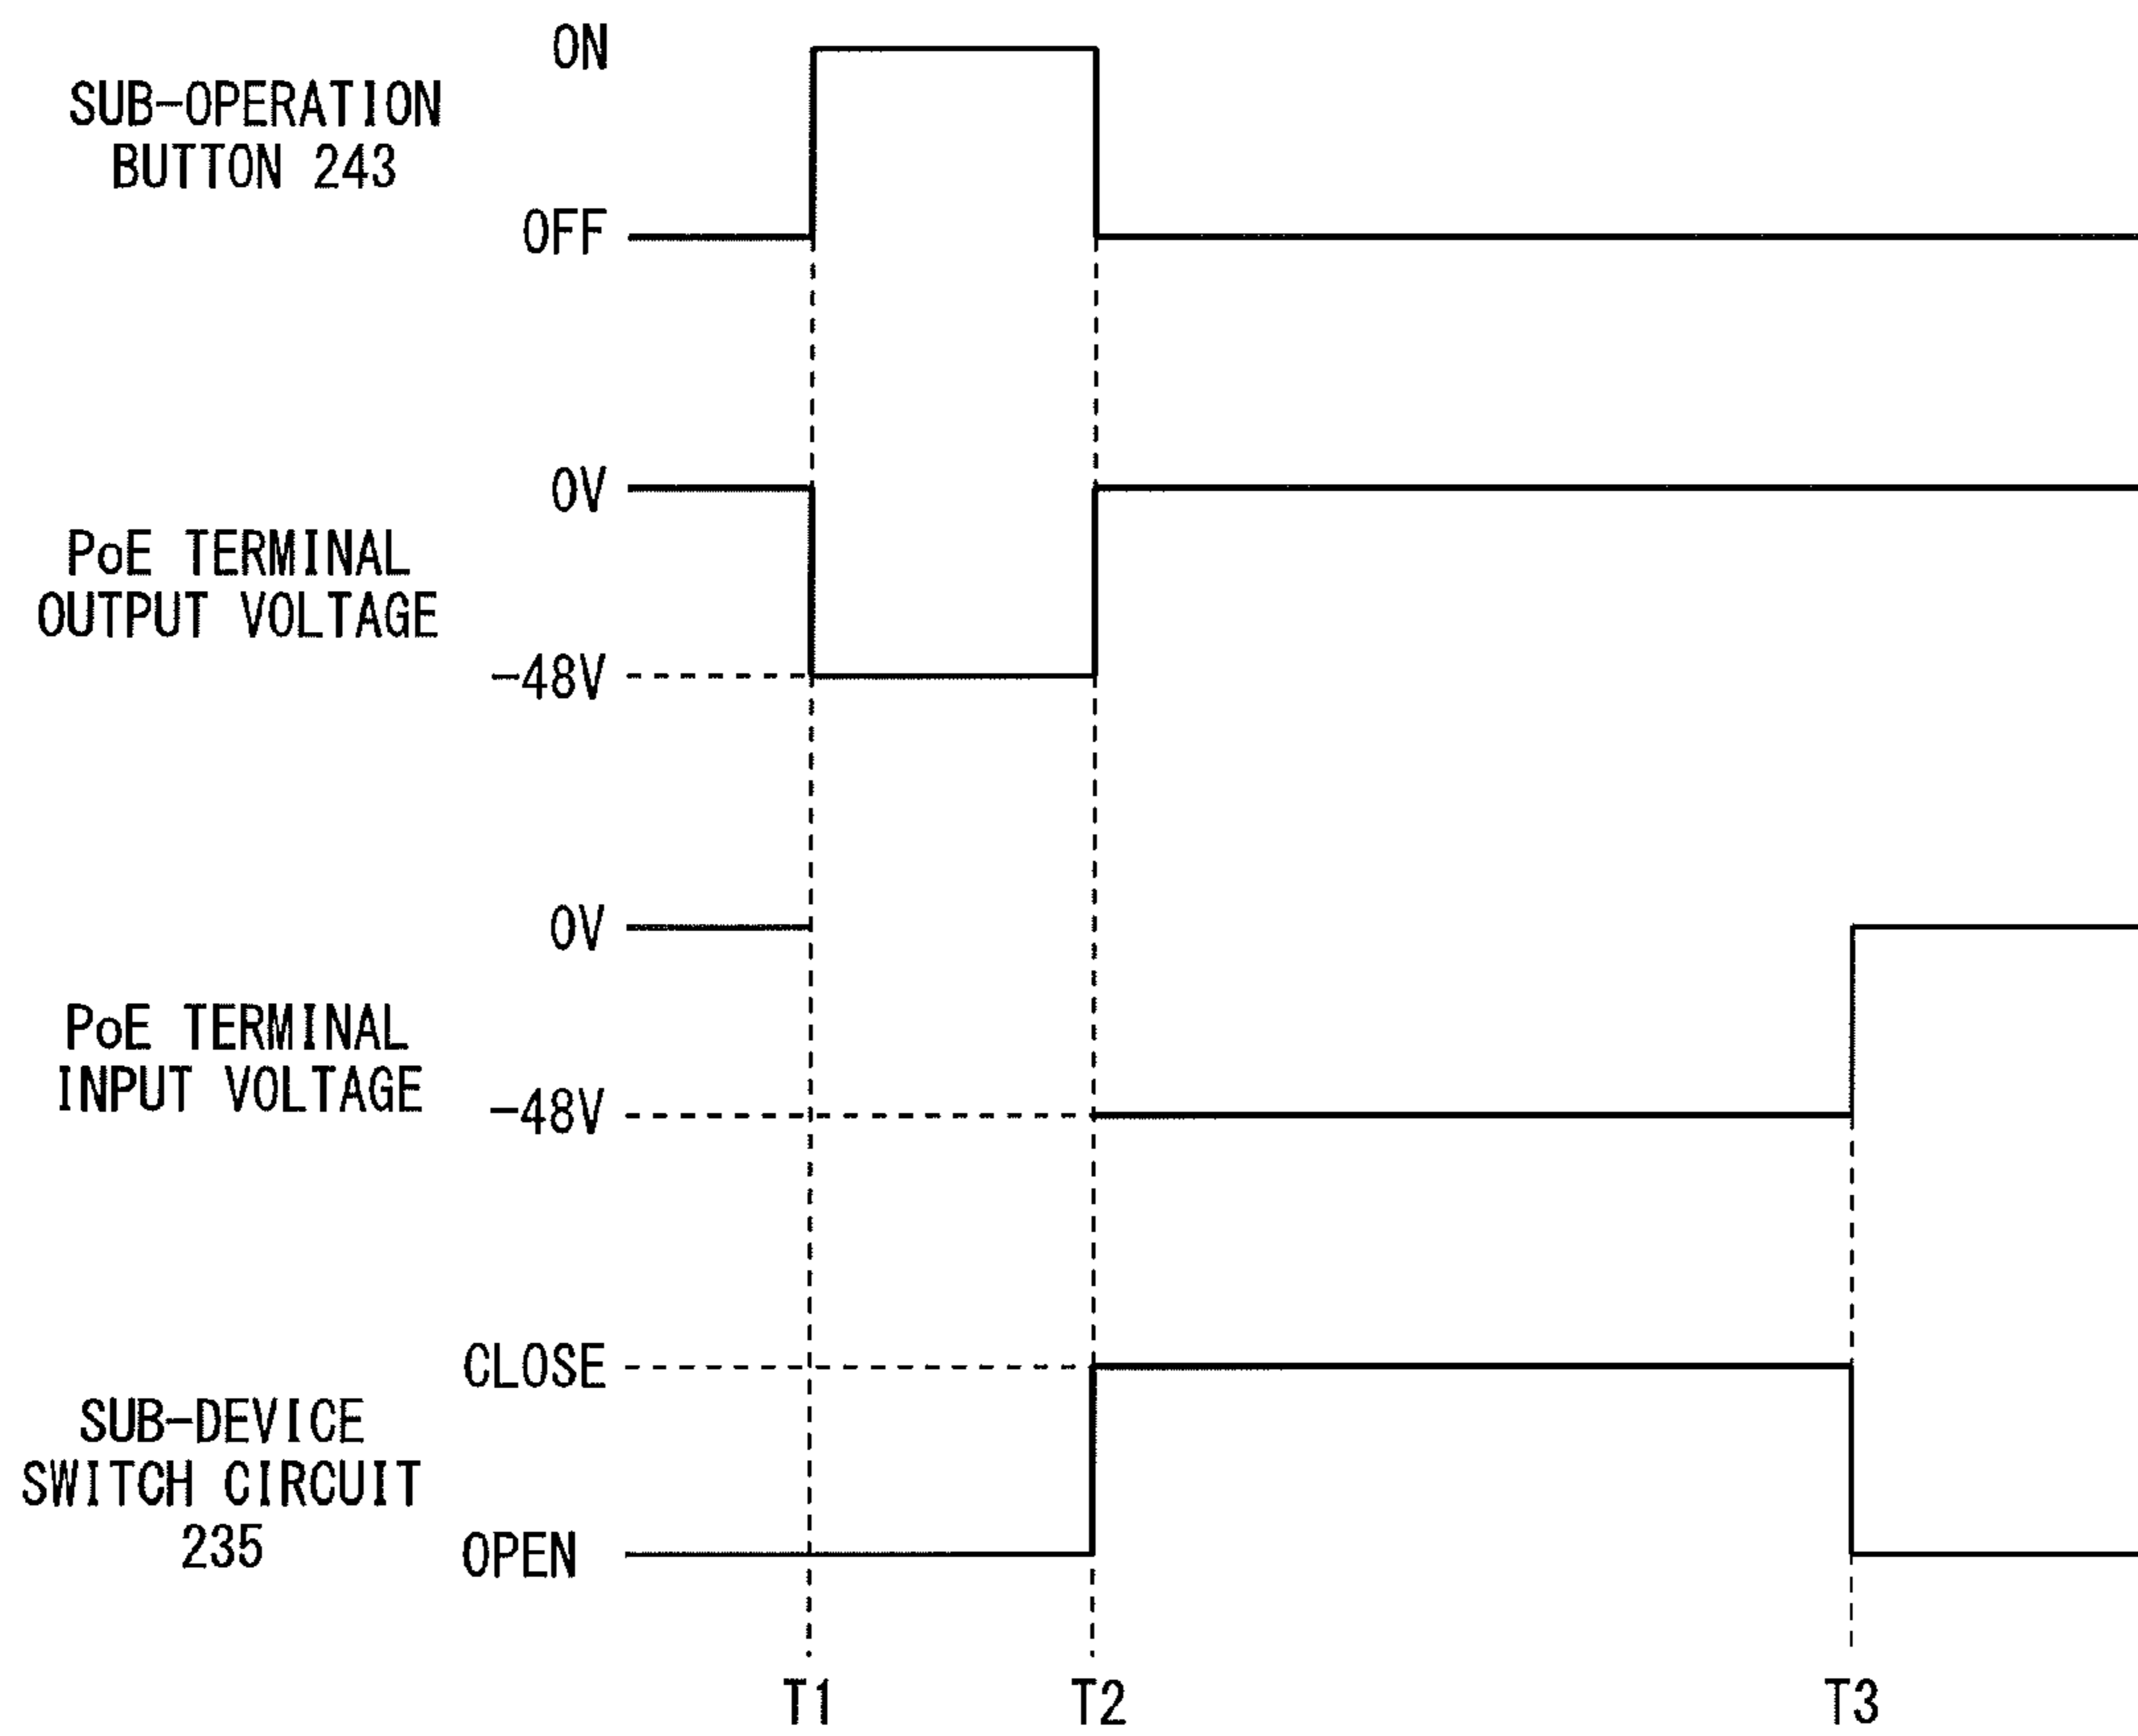 ON
SUB-OPERATION
BUTTON 243
OFF
0V
PoE TERMINAL
OUTPUT VOLTAGE
-48V
0V
PoE TERMINAL
INPUT VOLTAGE
-48V
CLOSE
SUB-DEVICE
SWITCH CIRCUIT
235
OPEN
T1 T2 T3